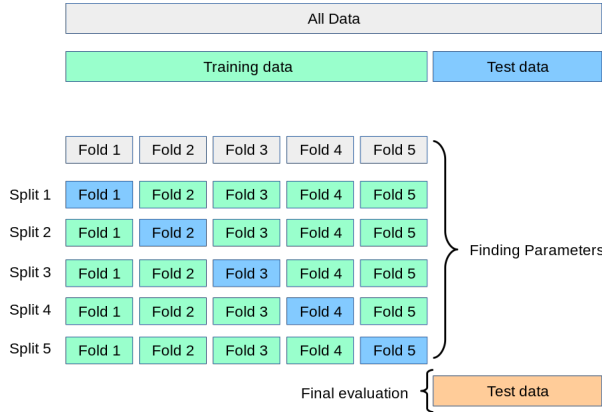 All Data
Training data Test data
Fold 1 Fold 2 Fold 3 Fold 4 Fold 5
Split 1 Fold 1 Fold 2 Fold 3 Fold 4 Fold 5
Split 2 Fold 1 Fold 2 Fold 3 Fold 4 Fold 5
Finding Parameters
Split 3 Fold 1 Fold 2 Fold 3 Fold 4 Fold 5
Split 4 Fold 1 Fold 2 Fold 3 Fold 4 Fold 5
Split 5 Fold 1 Fold 2 Fold 3 Fold 4 Fold 5
Final evaluation Test data